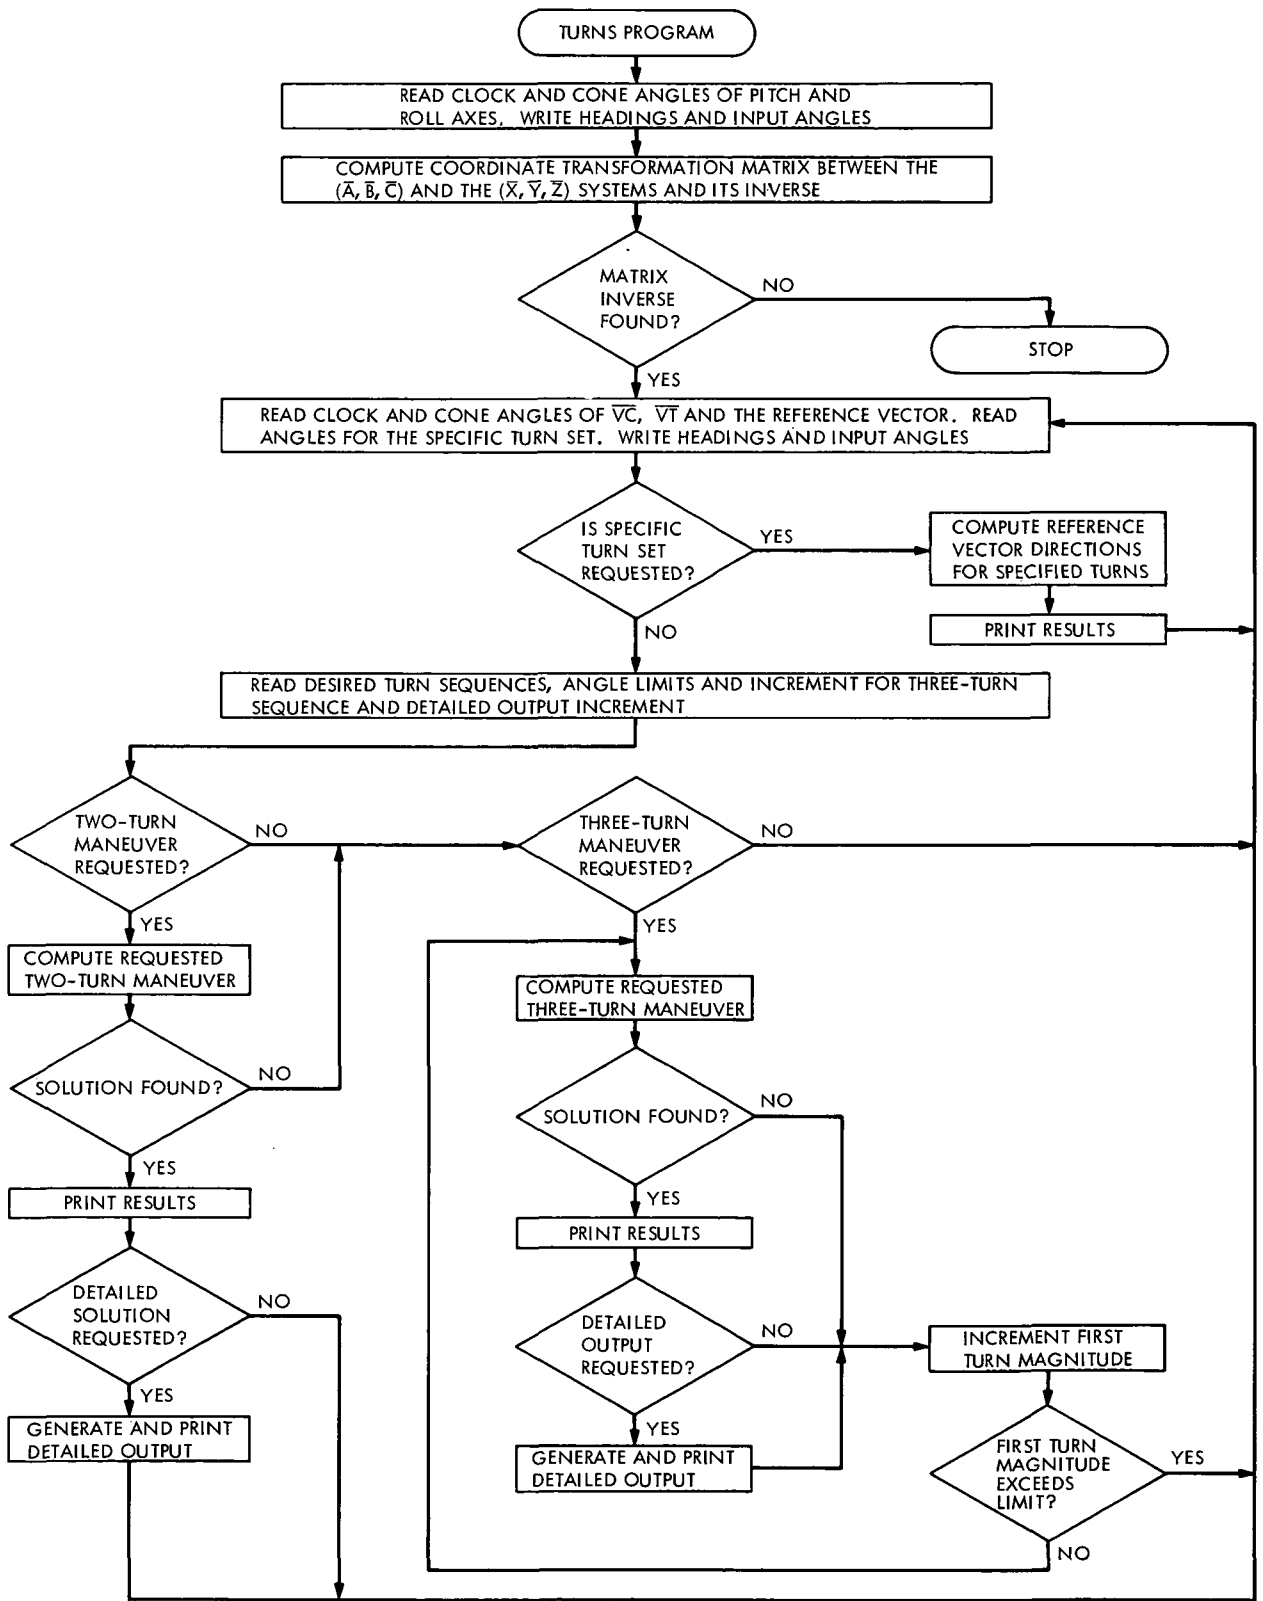 TURNS PROGRAM
READ CLOCK AND CONE ANGLES OF PITCH AND
ROLL AXES. WRITE HEADINGS AND INPUT ANGLES
COMPUTE COORDINATE TRANSFORMATION MATRIX BETWEEN THE
(A̅, B̅, C̅) AND THE (X̅, Y̅, Z̅) SYSTEMS AND ITS INVERSE
MATRIX
INVERSE
FOUND?
NO
STOP
YES
READ CLOCK AND CONE ANGLES OF V̅C̅, V̅T̅ AND THE REFERENCE VECTOR. READ
ANGLES FOR THE SPECIFIC TURN SET. WRITE HEADINGS AND INPUT ANGLES
IS SPECIFIC
TURN SET
REQUESTED?
YES
COMPUTE REFERENCE
VECTOR DIRECTIONS
FOR SPECIFIED TURNS
PRINT RESULTS
NO
READ DESIRED TURN SEQUENCES, ANGLE LIMITS AND INCREMENT FOR THREE-TURN
SEQUENCE AND DETAILED OUTPUT INCREMENT
TWO-TURN
MANEUVER
REQUESTED?
NO
YES
COMPUTE REQUESTED
TWO-TURN MANEUVER
SOLUTION FOUND?
NO
YES
PRINT RESULTS
DETAILED
SOLUTION
REQUESTED?
NO
YES
GENERATE AND PRINT
DETAILED OUTPUT
THREE-TURN
MANEUVER
REQUESTED?
NO
YES
COMPUTE REQUESTED
THREE-TURN MANEUVER
SOLUTION FOUND?
NO
YES
PRINT RESULTS
DETAILED
OUTPUT
REQUESTED?
NO
YES
GENERATE AND PRINT
DETAILED OUTPUT
INCREMENT FIRST
TURN MAGNITUDE
FIRST TURN
MAGNITUDE
EXCEEDS
LIMIT?
YES
NO